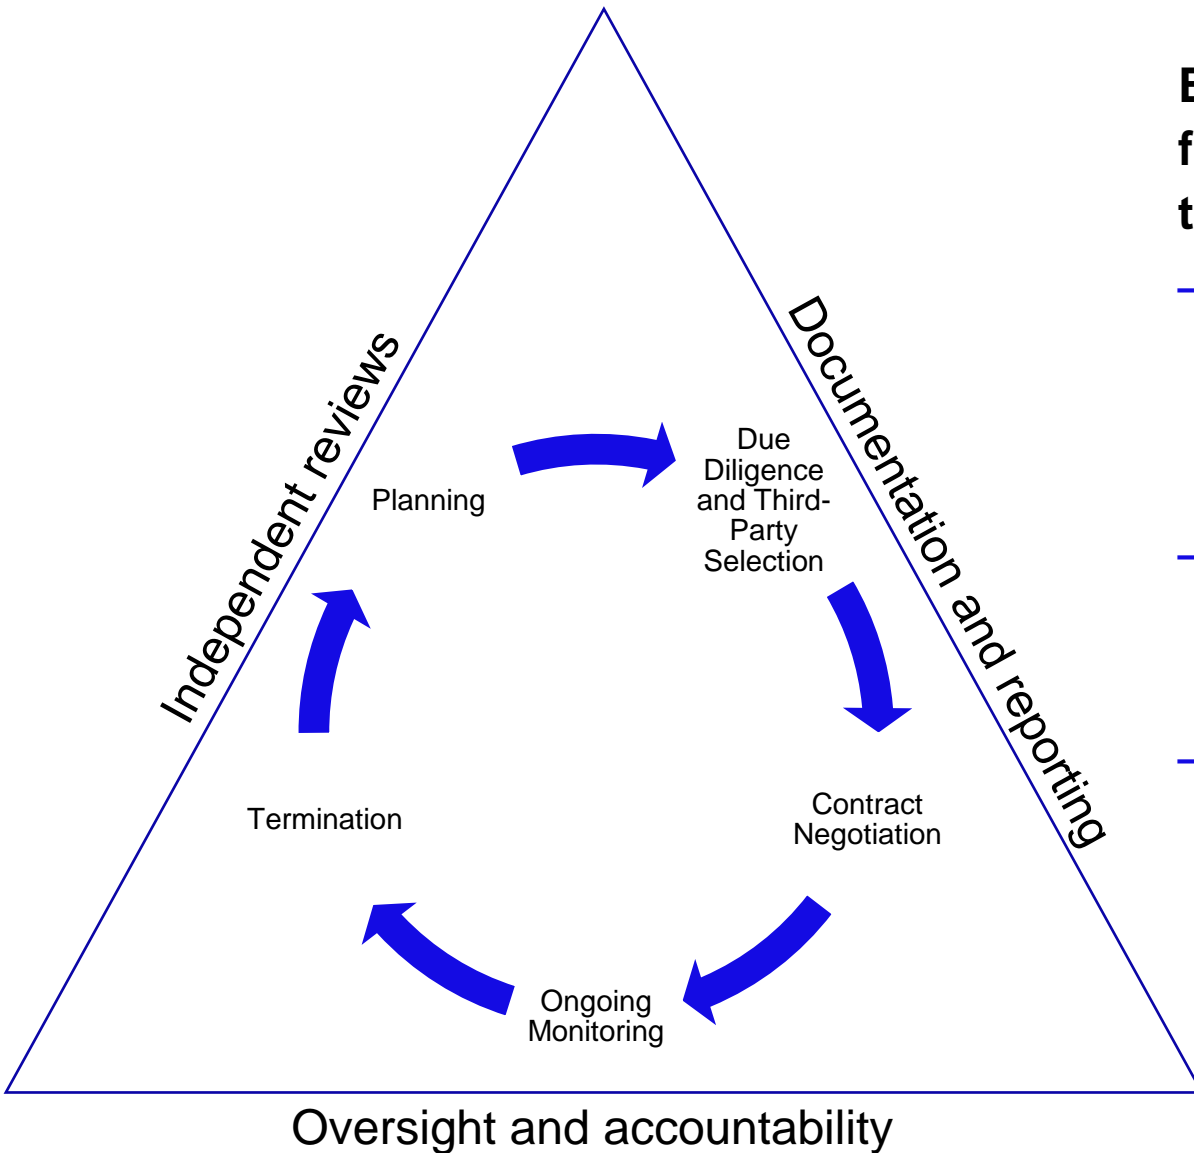 Independent reviews
Documentation and reporting
Planning
Due
Diligence
and Third-
Party
Selection
Contract
Negotiation
Ongoing
Monitoring
Termination
Oversight and accountability